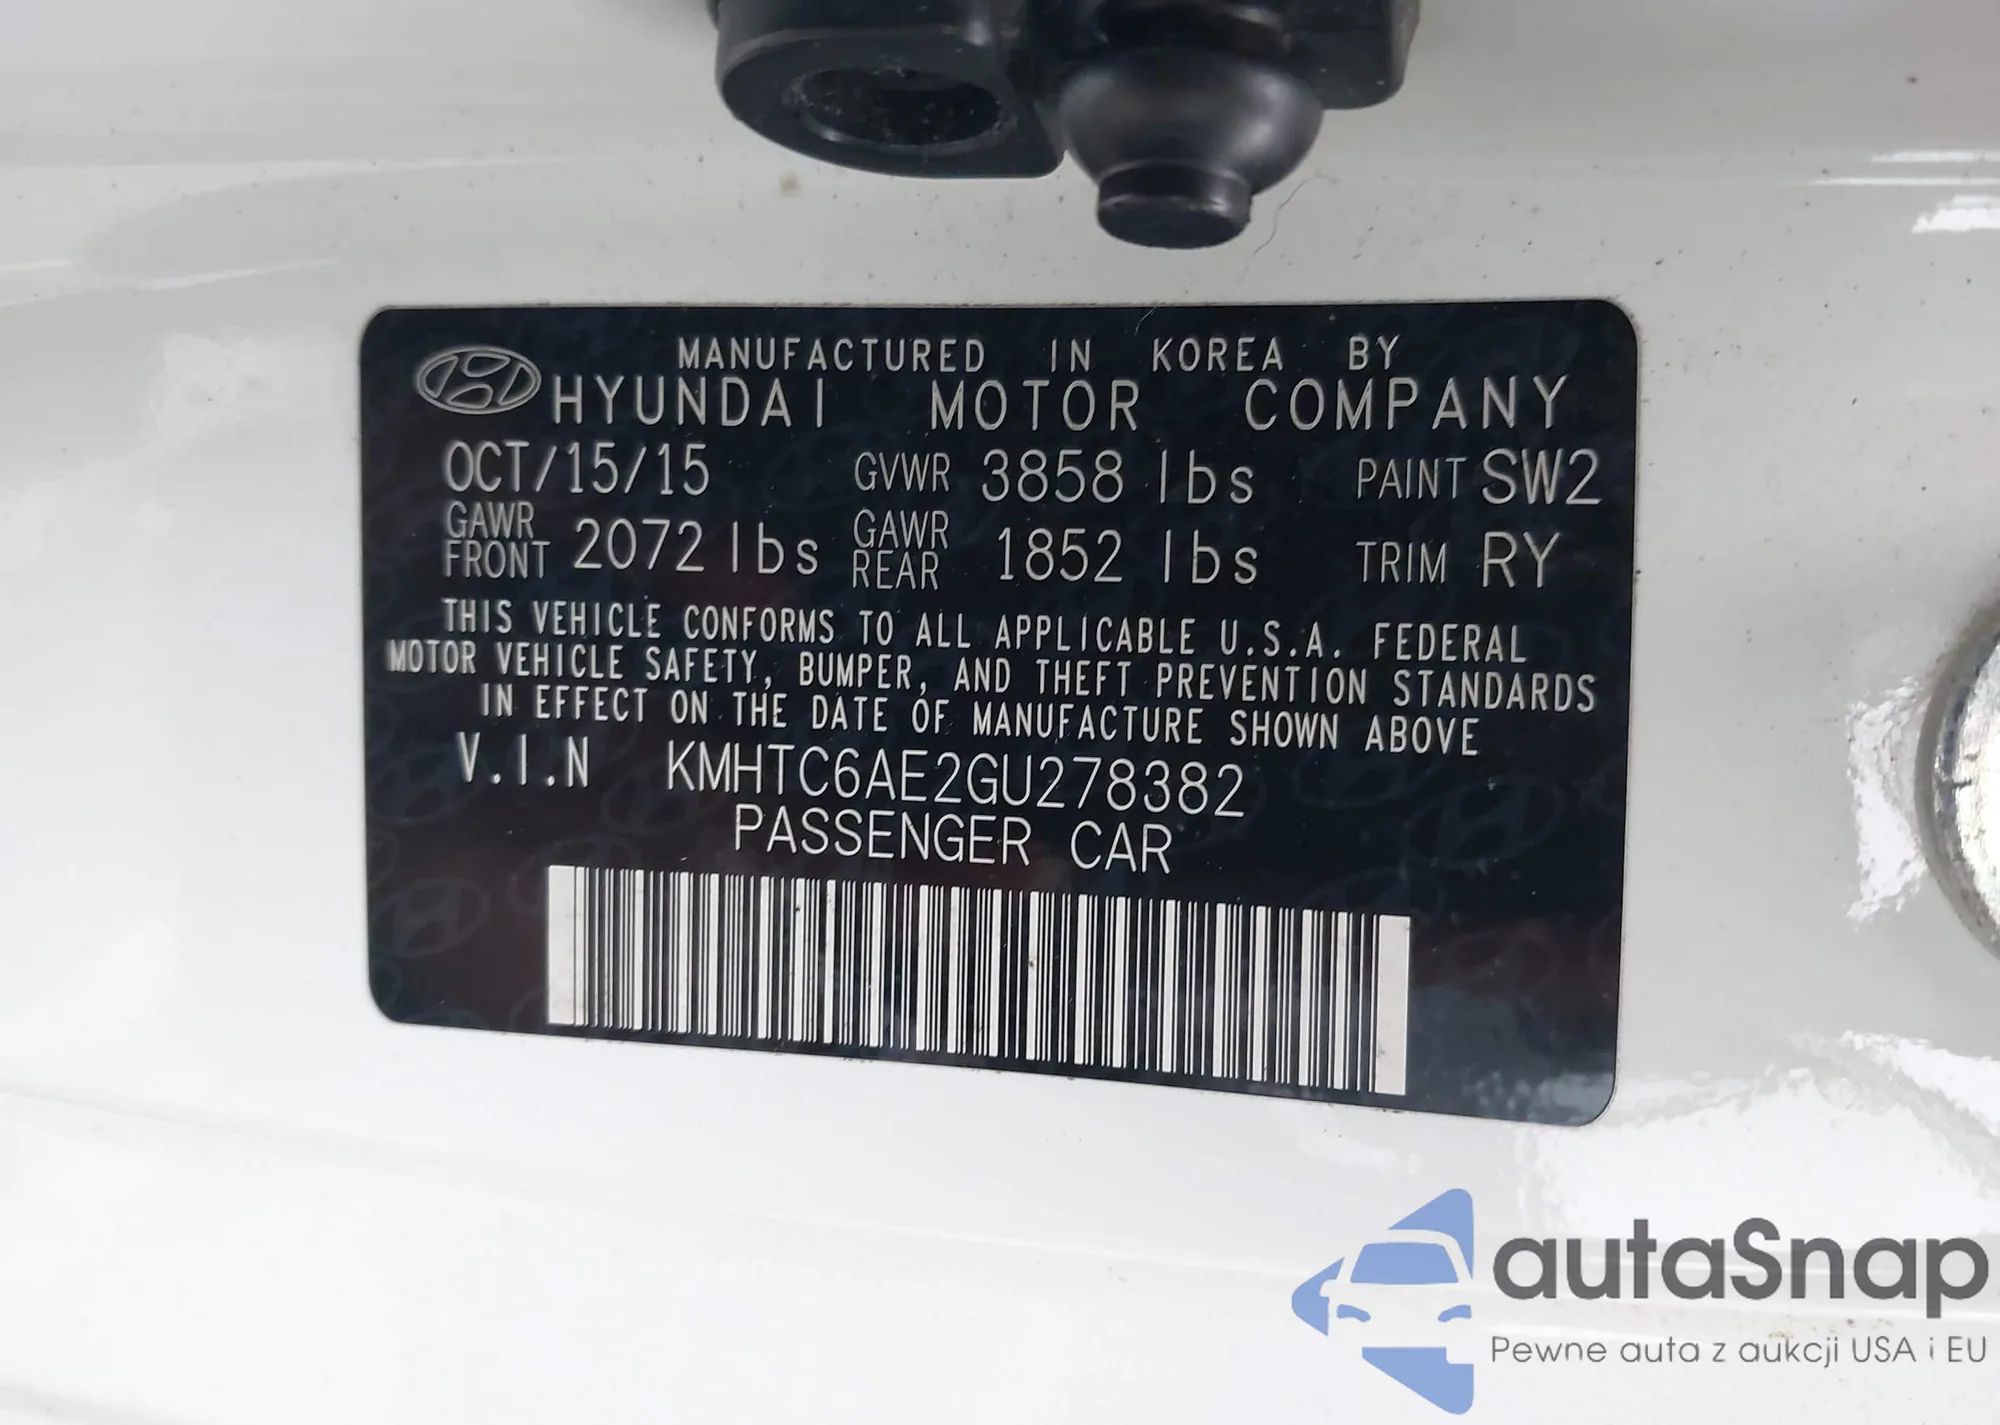 MANUFACTURED IN KOREA BY
HYUNDAI MOTOR COMPANY
OCT/15/15 GVWR 3858 lbs PAINT SW2
GAWR FRONT 2072 lbs GAWR REAR 1852 lbs TRIM RY
THIS VEHICLE CONFORMS TO ALL APPLICABLE U.S.A. FEDERAL
MOTOR VEHICLE SAFETY, BUMPER, AND THEFT PREVENTION STANDARDS
IN EFFECT ON THE DATE OF MANUFACTURE SHOWN ABOVE
V.I.N KMHTC6AE2GU278382
PASSENGER CAR
autaSnap
Pewne auta z aukcji USA i EU